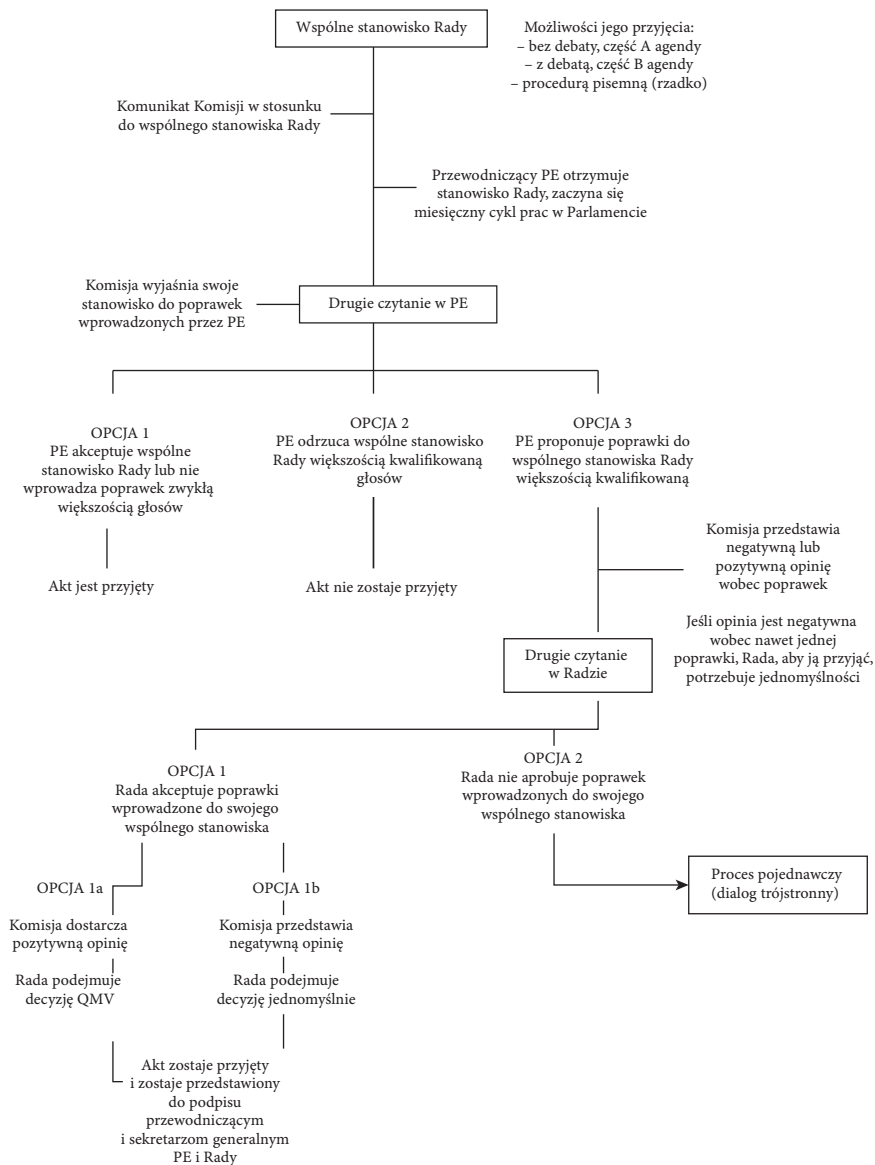 Wspólne stanowisko Rady
Możliwości jego przyjęcia:
– bez debaty, część A agendy
– z debatą, część B agendy
– procedurą pisemną (rzadko)
Komunikat Komisji w stosunku
do wspólnego stanowiska Rady
Przewodniczący PE otrzymuje
stanowisko Rady, zaczyna się
miesięczny cykl prac w Parlamencie
Komisja wyjaśnia swoje
stanowisko do poprawek
wprowadzonych przez PE
Drugie czytanie w PE
OPCJA 1
PE akceptuje wspólne
stanowisko Rady lub nie
wprowadza poprawek zwykłą
większością głosów
Akt jest przyjęty
OPCJA 2
PE odrzuca wspólne stanowisko
Rady większością kwalifikowaną
głosów
Akt nie zostaje przyjęty
OPCJA 3
PE proponuje poprawki do
wspólnego stanowiska Rady
większością kwalifikowaną
Komisja przedstawia
negatywną lub
pozytywną opinię
wobec poprawek
Jeśli opinia jest negatywna
wobec nawet jednej
poprawki, Rada, aby ją przyjąć,
potrzebuje jednomyślności
Drugie czytanie
w Radzie
OPCJA 1
Rada akceptuje poprawki
wprowadzone do swojego
wspólnego stanowiska
OPCJA 2
Rada nie aprobuje poprawek
wprowadzonych do swojego
wspólnego stanowiska
Proces pojednawczy
(dialog trójstronny)
OPCJA 1a
Komisja dostarcza
pozytywną opinię
Rada podejmuje
decyzję QMV
OPCJA 1b
Komisja przedstawia
negatywną opinię
Rada podejmuje
decyzję jednomyślnie
Akt zostaje przyjęty
i zostaje przedstawiony
do podpisu
przewodniczącym
i sekretarzom generalnym
PE i Rady